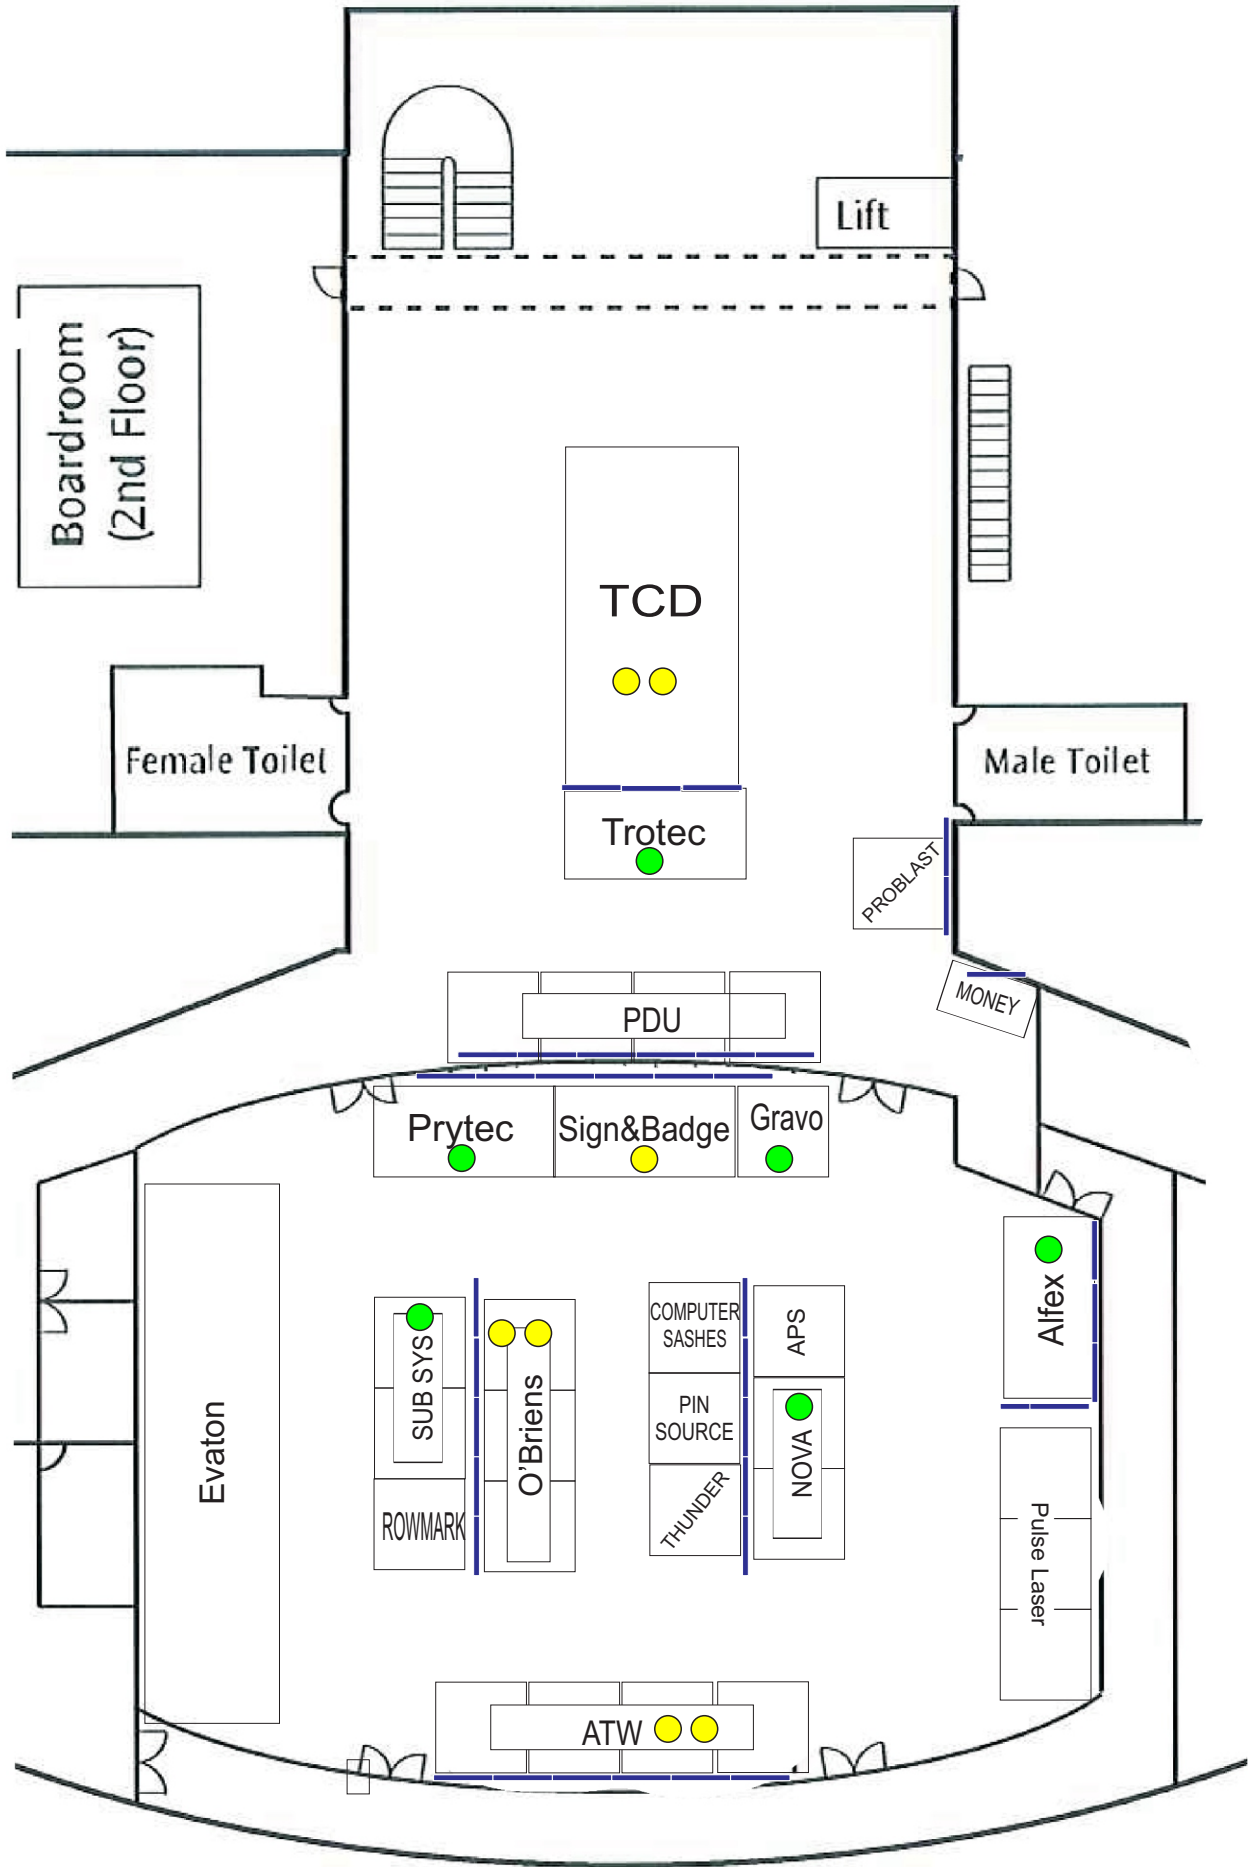 Lift
Boardroom
(2nd Floor)
TCD
Female Toilet
Male Toilet
Trotec
PROBLAST
MONEY
PDU
Prytec
Sign&Badge
Gravo
Alfex
COMPUTER
SASHES
APS
SUB SYS
O'Briens
PIN
SOURCE
NOVA
Evaton
ROWMARK
THUNDER
Pulse Laser
ATW